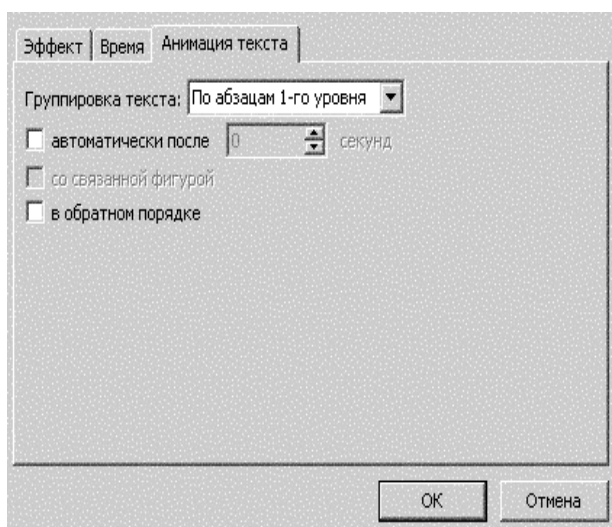 Эффект Время Анимация текста
Группировка текста: По абзацам 1-го уровня
автоматически после 0 секунд
со связанной фигурой
в обратном порядке
ОК Отмена